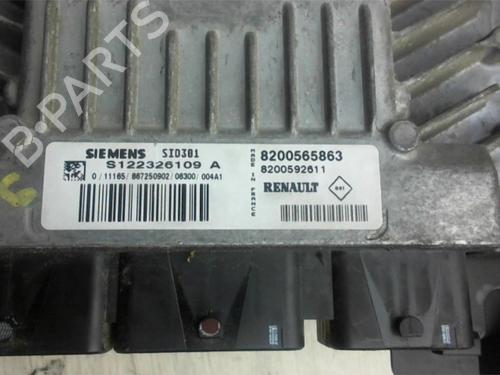 B-PARTS
SIEMENS SID301
S122326109 A
0 / 11165/ 867250902 / 08300 / 004A1
MADE IN FRANCE
8200565863
8200592611
RENAULT